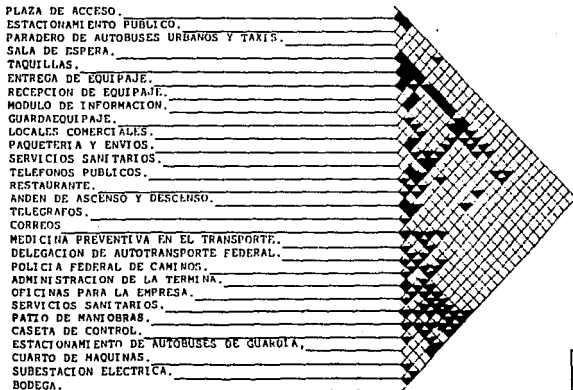 PLAZA DE ACCESO.
ESTACIONAMIENTO PUBLICO.
PARADERO DE AUTOBUSES URBANOS Y TAXIS.
SALA DE ESPERA.
TAQUILLAS.
ENTREGA DE EQUIPAJE.
RECEPCION DE EQUIPAJE.
MODULO DE INFORMACION.
GUARDAEQUIPAJE.
LOCALES COMERCIALES.
PAQUETERIA Y ENVIOS.
SERVICIOS SANITARIOS.
TELEFONOS PUBLICOS.
RESTAURANTE.
ANDEN DE ASCENSO Y DESCENSO.
TELEGRAFOS.
CORREOS
MEDICINA PREVENTIVA EN EL TRANSPORTE.
DELEGACION DE AUTOTRANSPORTE FEDERAL.
POLICIA FEDERAL DE CAMINOS.
ADMINISTRACION DE LA TERMINA.
OFICINAS PARA LA EMPRESA.
SERVICIOS SANITARIOS.
PATIO DE MANIOBRAS.
CASETA DE CONTROL.
ESTACIONAMIENTO DE AUTOBUSES DE GUARDIA.
CUARTO DE MAQUINAS.
SUBESTACION ELECTRICA.
BODEGA.